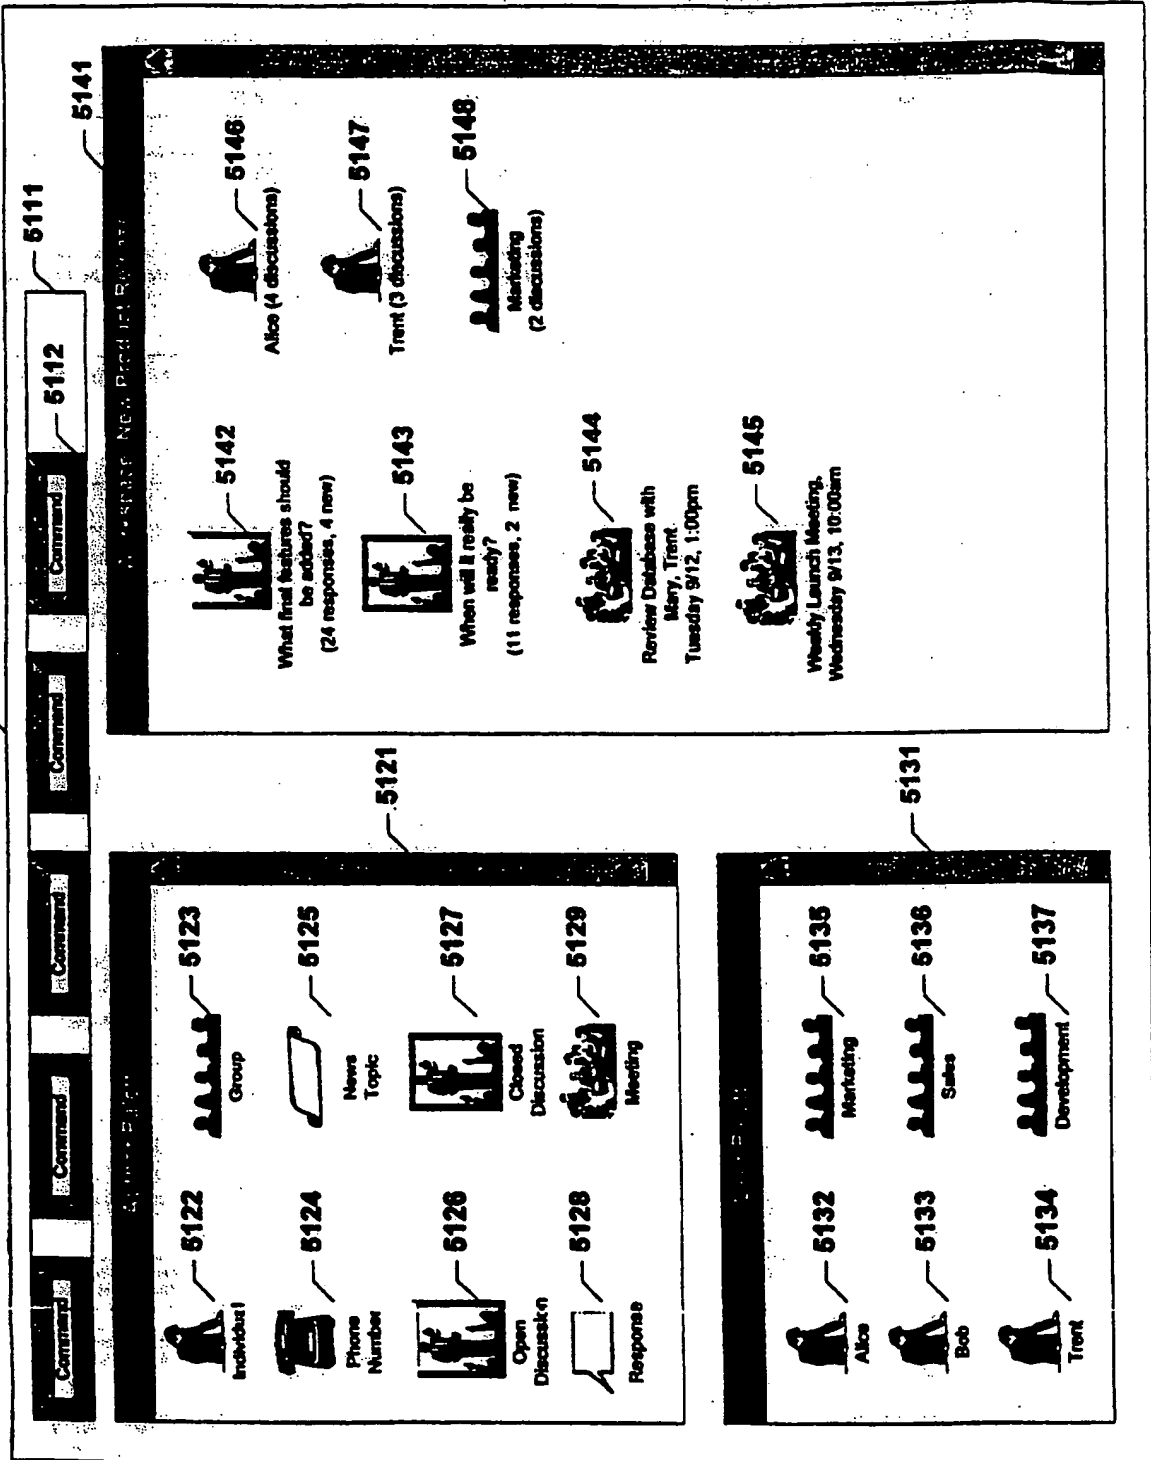 5111
Command
Command
Command
Command
Command
5112
5141
New Product
5122
Individual
5123
Group
5124
Phone
Number
5125
News
Topic
5126
Open
Discussion
5127
Closed
Discussion
5128
Response
5129
Meeting
5121
5131
5132
Alice
5135
Marketing
5133
Bob
5136
Sales
5134
Trent
5137
Development
5142
What final features should
be added?
(24 responses, 4 new)
5143
When will it really be
ready?
(11 responses, 2 new)
5144
Review Database with
Mary, Trent
Tuesday 9/12, 1:00pm
5145
Weekly Launch Meeting,
Wednesday 9/13, 10:00am
5146
Alice (4 discussions)
5147
Trent (3 discussions)
5148
Marketing
(2 discussions)